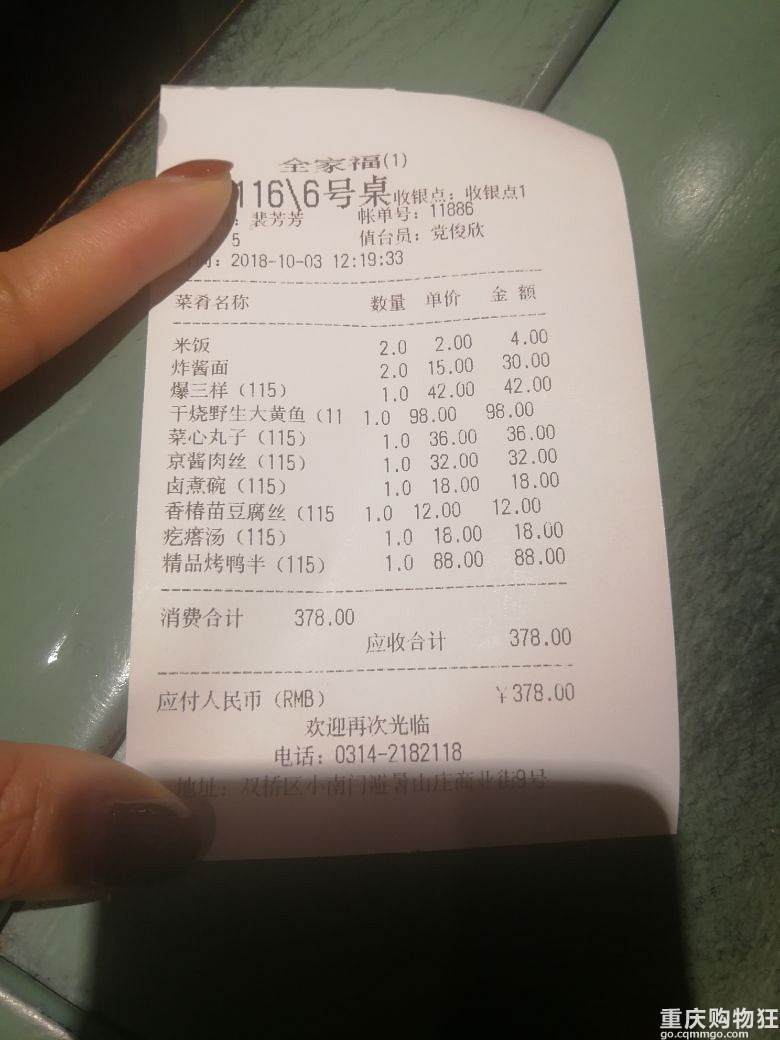 全家福(1)
116\6号桌 收银点：收银点1
：裴芳芳 帐单号：11886
5 值台员：党俊欣
间：2018-10-03 12:19:33
菜肴名称 数量 单价 金额
米饭 2.0 2.00 4.00
炸酱面 2.0 15.00 30.00
爆三样（115） 1.0 42.00 42.00
干烧野生大黄鱼（11 1.0 98.00 98.00
菜心丸子（115） 1.0 36.00 36.00
京酱肉丝（115） 1.0 32.00 32.00
卤煮碗（115） 1.0 18.00 18.00
香椿苗豆腐丝（115 1.0 12.00 12.00
疙瘩汤（115） 1.0 18.00 18.00
精品烤鸭半（115） 1.0 88.00 88.00
消费合计 378.00
应收合计 378.00
应付人民币（RMB） ￥378.00
欢迎再次光临
电话：0314-2182118
地址：双桥区小南门避暑山庄商业街9号
重庆购物狂
go.cqmmgo.com